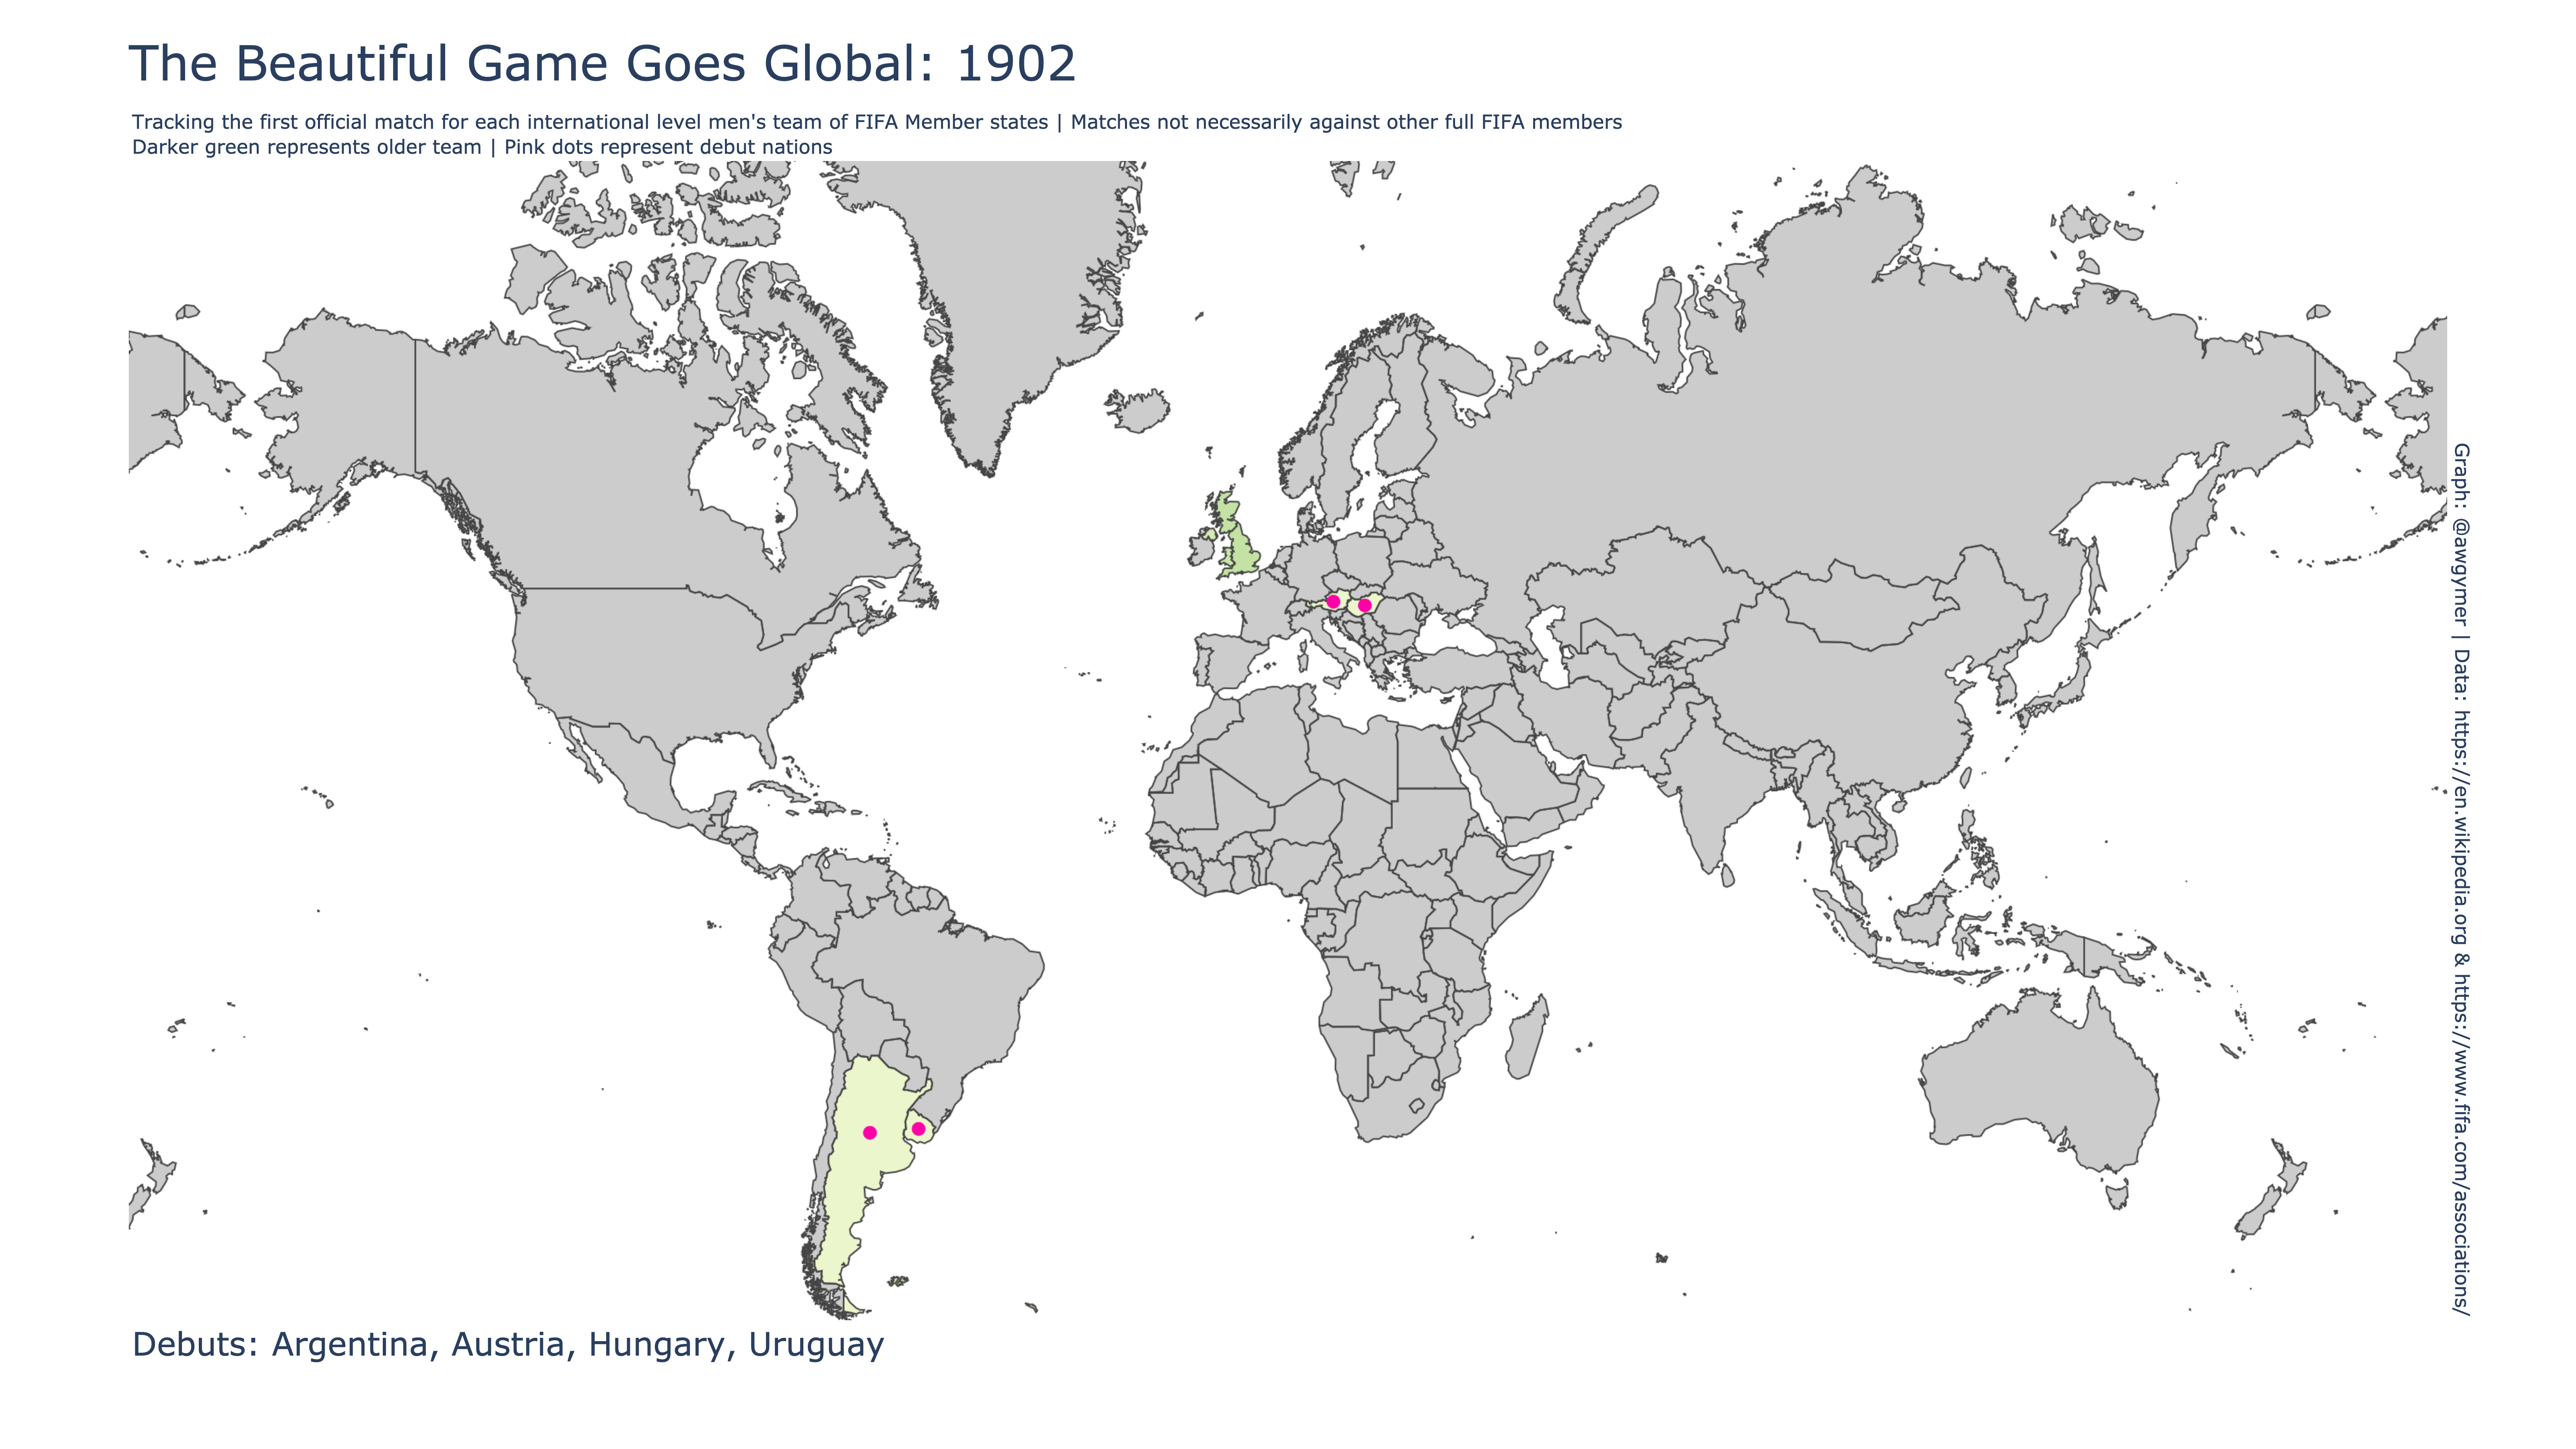 The Beautiful Game Goes Global: 1902
Tracking the first official match for each international level men's team of FIFA Member states | Matches not necessarily against other full FIFA members
Darker green represents older team | Pink dots represent debut nations
Graph: @awgymer | Data: https://en.wikipedia.org & https://www.fifa.com/associations/
Debuts: Argentina, Austria, Hungary, Uruguay